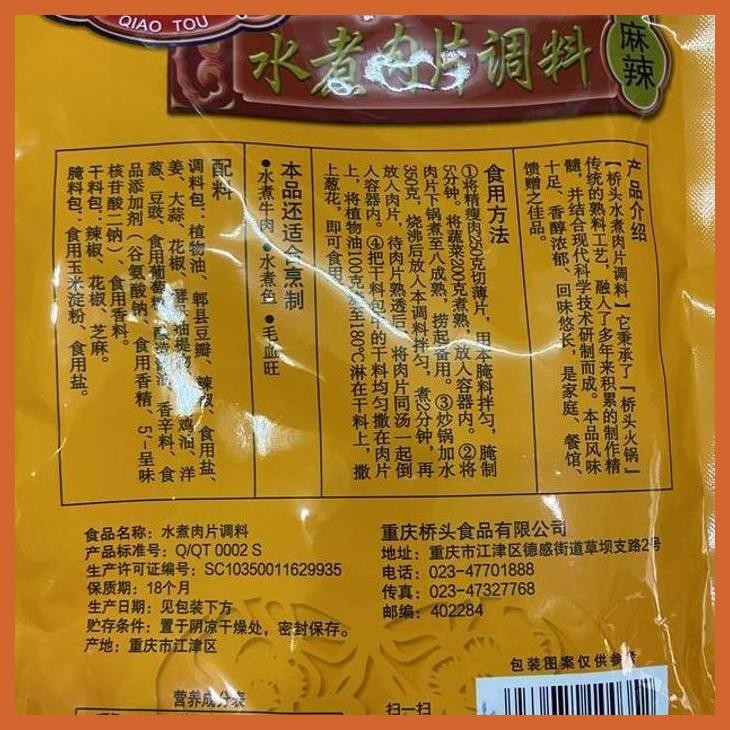 QIAO TOU
水煮肉片调料
麻辣
产品介绍
【桥头水煮肉片调料】它秉承了『桥头火锅』
传统的熟料工艺,融入了多年来积累的制作精
髓,并结合现代科学技术研制而成。本品风味
十足、香醇浓郁、回味悠长,是家庭、餐馆、
馈赠之佳品。
食用方法
①将精瘦肉350克切薄片,用本腌料拌匀,腌制
5分钟。将蔬菜200克煮熟,放入容器内。②将
肉片下锅煮至八成熟,捞起备用。③炒锅加水
350克,烧沸后放入本调料拌匀,煮2分钟,再
放入肉片,待肉片熟透后,将肉片同汤一起倒
入容器内。④把干料包中的干料均匀撒在肉片
上,将植物油100克烧至180℃淋在干料上,撒
上葱花,即可食用。
本品还适合烹制
●水煮牛肉 ●水煮鱼 ●毛血旺
配料
调料包:植物油、郫县豆瓣、辣椒、食用盐、
姜、大蒜、花椒、鸡油、洋
葱、豆豉、食用葡萄糖、香辛料、食
品添加剂(谷氨酸钠、食用香精、5'-呈味
核苷酸二钠)、食用香料。
干料包:辣椒、花椒、芝麻。
腌料包:食用玉米淀粉、食用盐。
食品名称:水煮肉片调料
产品标准号:Q/QT 0002 S
生产许可证编号:SC10350011629935
保质期:18个月
生产日期:见包装下方
贮存条件:置于阴凉干燥处,密封保存。
产地:重庆市江津区
重庆桥头食品有限公司
地址:重庆市江津区德感街道草坝支路2号
电话:023-47701888
传真:023-47327768
邮编:402284
包装图案仅供参考
营养成分表
扫一扫